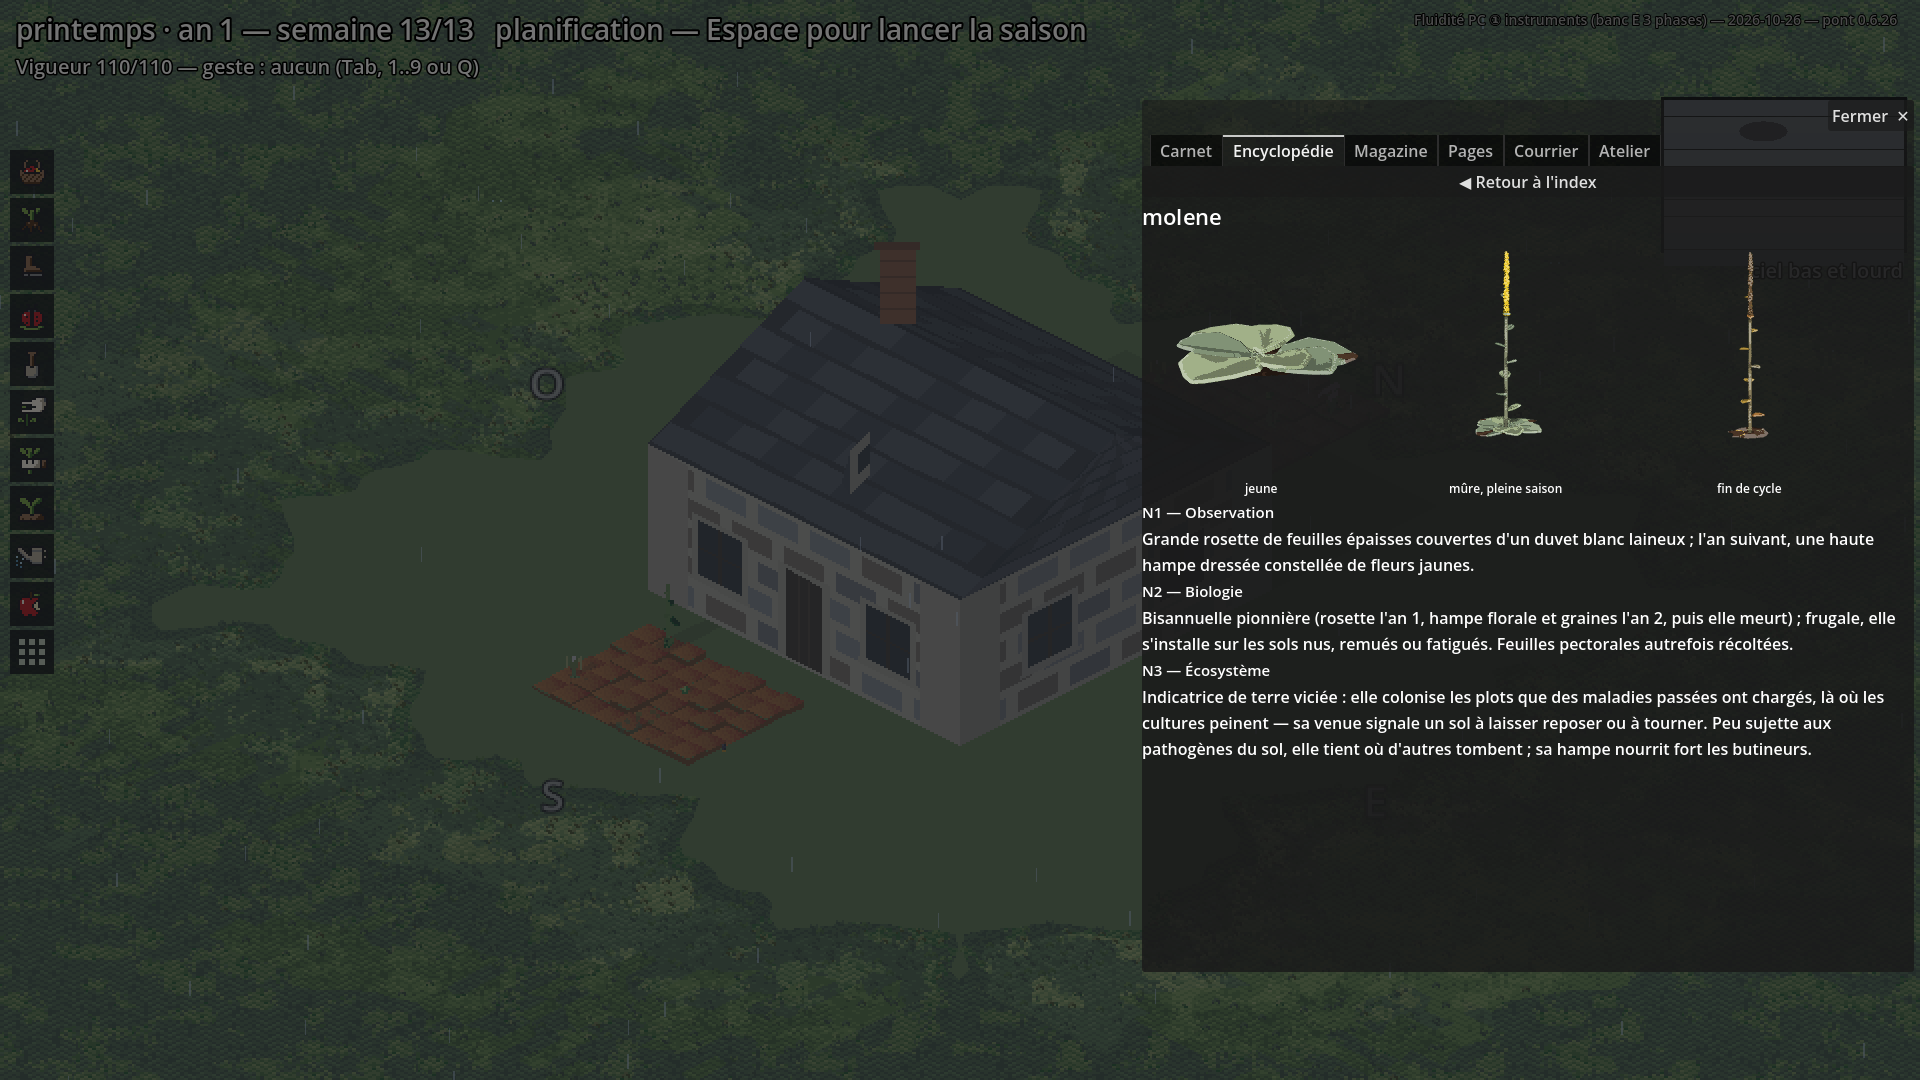 printemps · an 1 — semaine 13/13 planification — Espace pour lancer la saison
Fluidité PC ① instruments (banc E 3 phases) — 2026-10-26 — pont 0.6.26
Vigueur 110/110 — geste : aucun (Tab, 1..9 ou Q)
Fermer ×
Carnet Encyclopédie Magazine Pages Courrier Atelier
◀ Retour à l'index
molene
ciel bas et lourd
O
N
S
E
jeune
mûre, pleine saison
fin de cycle
N1 — Observation
Grande rosette de feuilles épaisses couvertes d'un duvet blanc laineux ; l'an suivant, une haute
hampe dressée constellée de fleurs jaunes.
N2 — Biologie
Bisannuelle pionnière (rosette l'an 1, hampe florale et graines l'an 2, puis elle meurt) ; frugale, elle
s'installe sur les sols nus, remués ou fatigués. Feuilles pectorales autrefois récoltées.
N3 — Écosystème
Indicatrice de terre viciée : elle colonise les plots que des maladies passées ont chargés, là où les
cultures peinent — sa venue signale un sol à laisser reposer ou à tourner. Peu sujette aux
pathogènes du sol, elle tient où d'autres tombent ; sa hampe nourrit fort les butineurs.